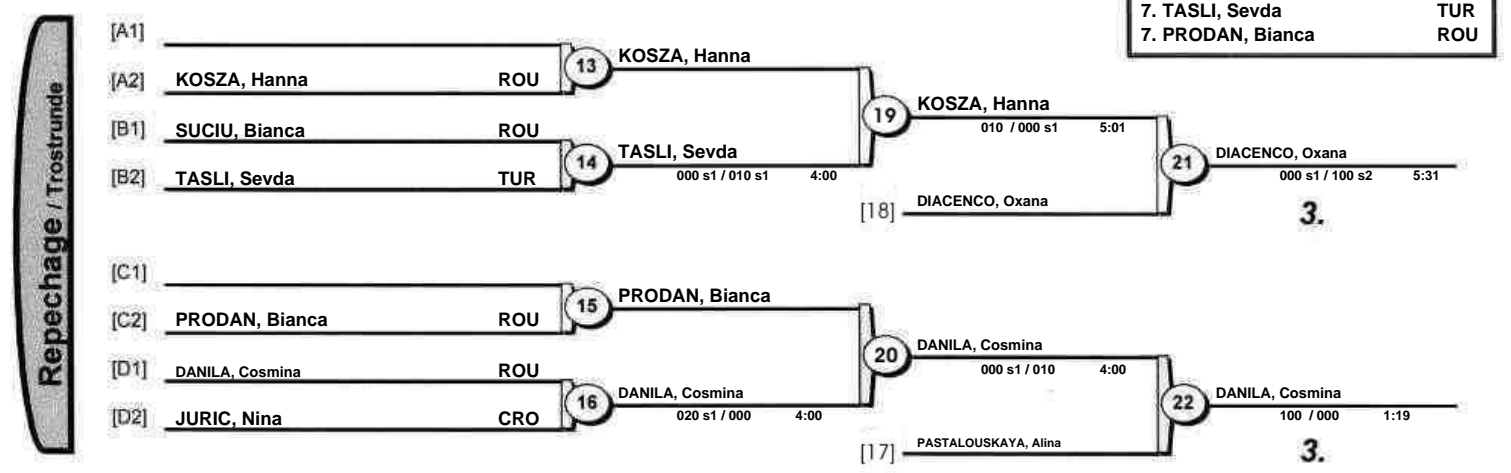 7. TASLI, Sevda TUR
7. PRODAN, Bianca ROU
Repechage / Trostrunde
[A1]
[A2] KOSZA, Hanna ROU
13 KOSZA, Hanna
[B1] SUCIU, Bianca ROU
[B2] TASLI, Sevda TUR
14 TASLI, Sevda
000 s1 / 010 s1 4:00
19 KOSZA, Hanna
010 / 000 s1 5:01
[18] DIACENCO, Oxana
21 DIACENCO, Oxana
000 s1 / 100 s2 5:31
3.
[C1]
[C2] PRODAN, Bianca ROU
15 PRODAN, Bianca
[D1] DANILA, Cosmina ROU
[D2] JURIC, Nina CRO
16 DANILA, Cosmina
020 s1 / 000 4:00
20 DANILA, Cosmina
000 s1 / 010 4:00
[17] PASTALOUSKAYA, Alina
22 DANILA, Cosmina
100 / 000 1:19
3.